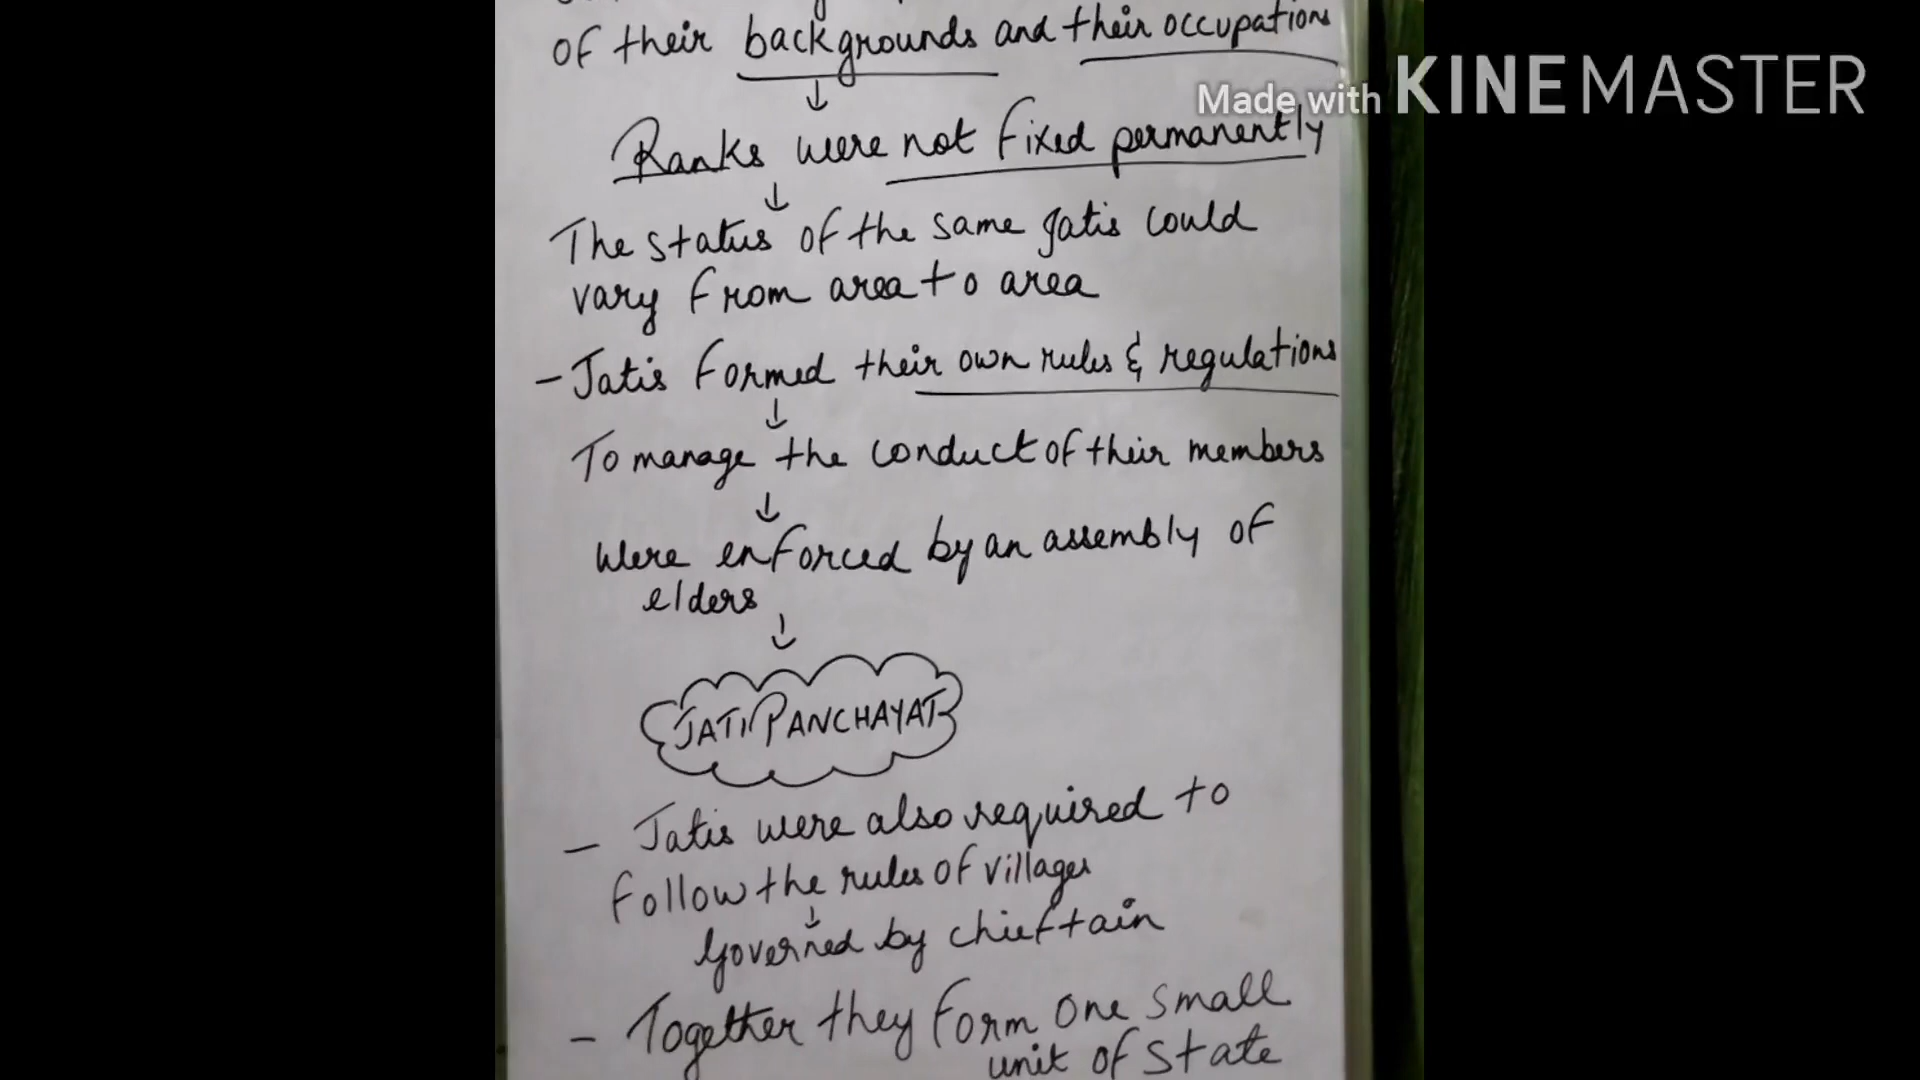 of their backgrounds and their occupations
Made with KINEMASTER
↓
Ranks were not fixed permanently
↓
The status of the same Jatis could
vary from area to area
– Jatis formed their own rules & regulations
↓
To manage the conduct of their members
↓
Were enforced by an assembly of
elders
↓
JATI PANCHAYAT
– Jatis were also required to
follow the rules of villages
↓
Governed by chieftain
– Together they form one small
unit of state